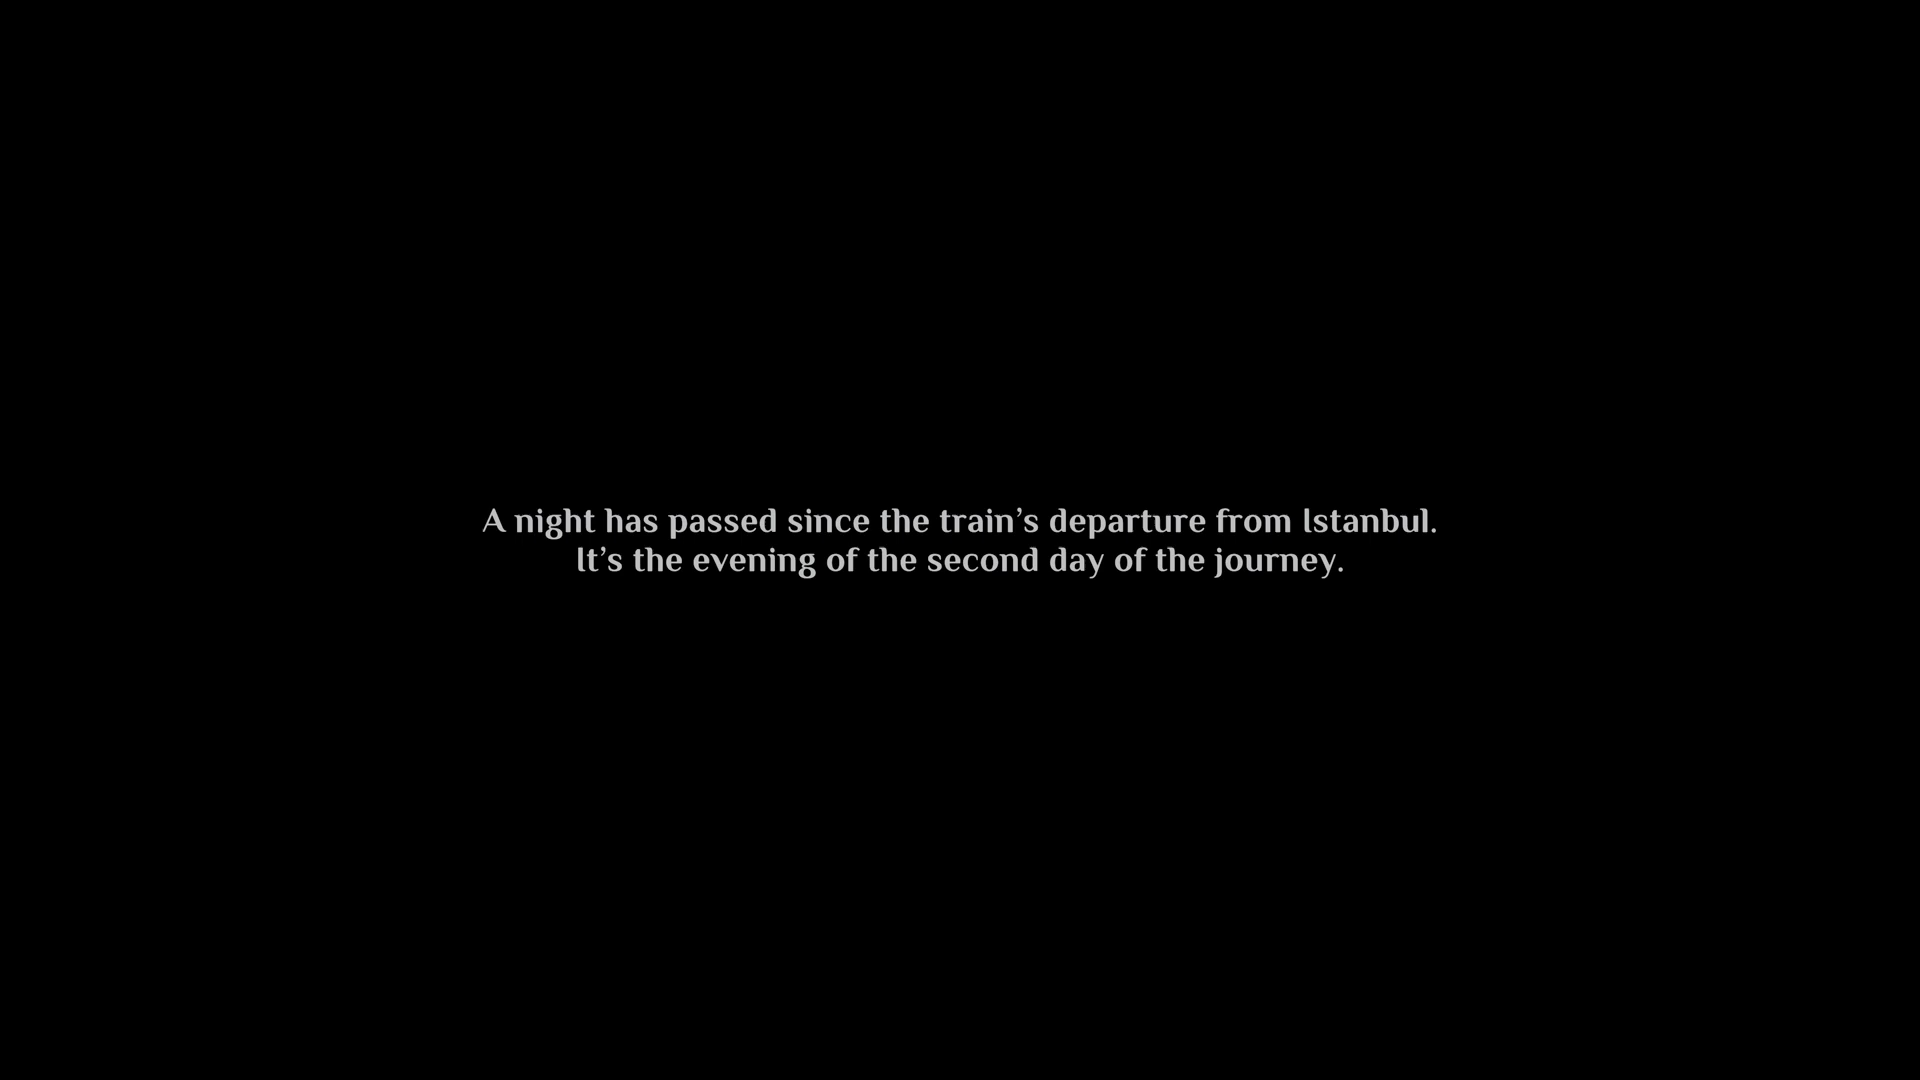 A night has passed since the train’s departure from Istanbul.
It’s the evening of the second day of the journey.